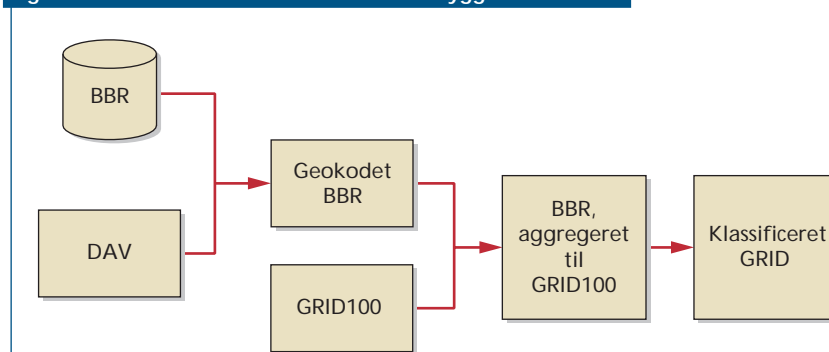 BBR
DAV
Geokodet
BBR
GRID100
BBR,
aggregeret
til
GRID100
Klassificeret
GRID